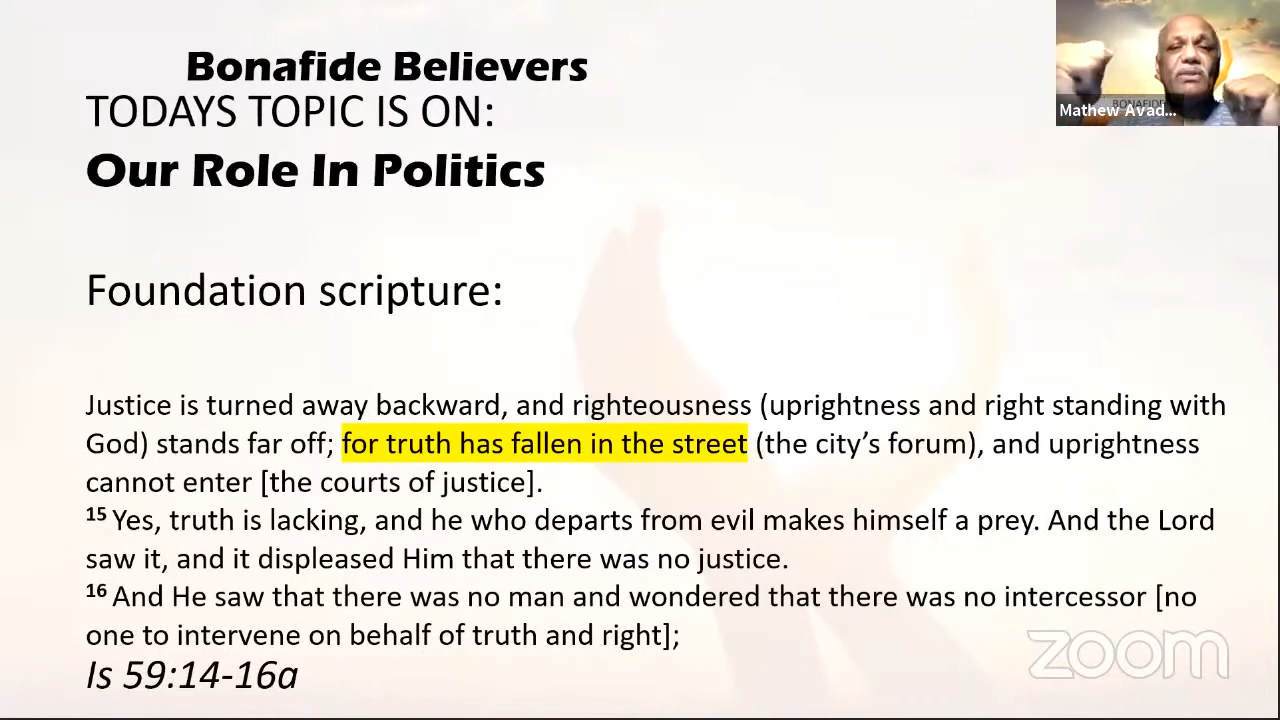 Bonafide Believers
TODAYS TOPIC IS ON:
Our Role In Politics
Foundation scripture:
Justice is turned away backward, and righteousness (uprightness and right standing with
God) stands far off; for truth has fallen in the street (the city’s forum), and uprightness
cannot enter [the courts of justice].
15 Yes, truth is lacking, and he who departs from evil makes himself a prey. And the Lord
saw it, and it displeased Him that there was no justice.
16 And He saw that there was no man and wondered that there was no intercessor [no
one to intervene on behalf of truth and right];
Is 59:14-16a
Mathew Avad...
zoom